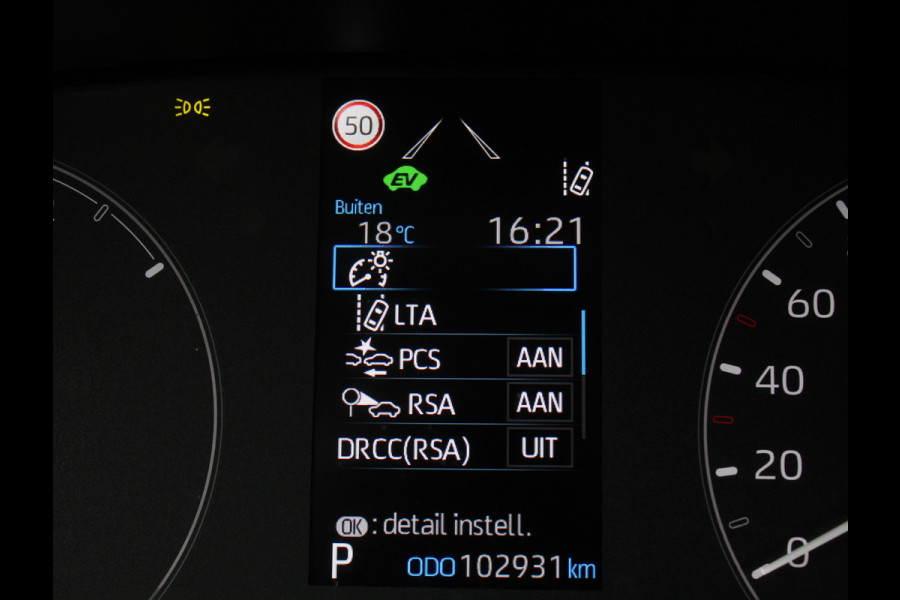 50
EV
Buiten
18°C 16:21
LTA
PCS AAN
RSA AAN
DRCC(RSA) UIT
OK : detail instell.
P ODO 102931 km
60
40
20
0